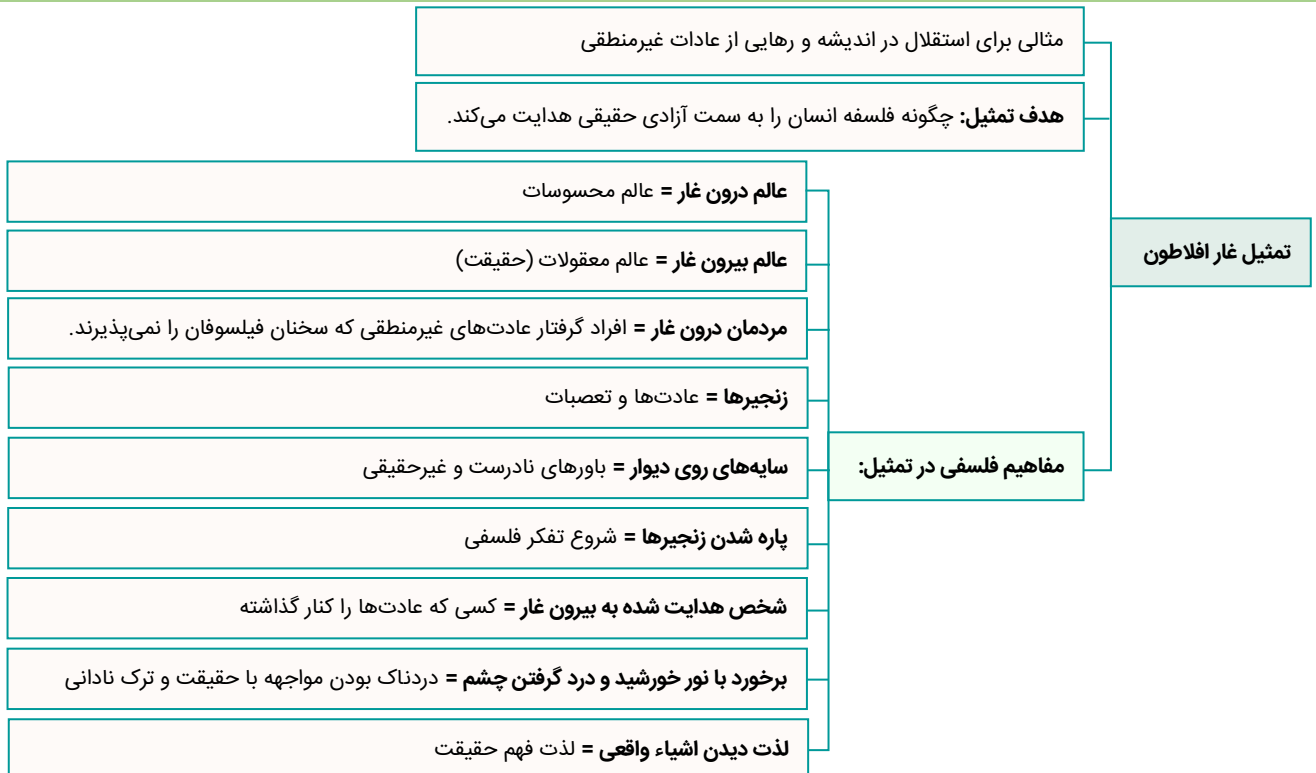 تمثیل غار افلاطون
مثالی برای استقلال در اندیشه و رهایی از عادات غیرمنطقی
هدف تمثیل: چگونه فلسفه انسان را به سمت آزادی حقیقی هدایت می‌کند.
مفاهیم فلسفی در تمثیل:
عالم درون غار = عالم محسوسات
عالم بیرون غار = عالم معقولات (حقیقت)
مردمان درون غار = افراد گرفتار عادت‌های غیرمنطقی که سخنان فیلسوفان را نمی‌پذیرند.
زنجیرها = عادت‌ها و تعصبات
سایه‌های روی دیوار = باورهای نادرست و غیرحقیقی
پاره شدن زنجیرها = شروع تفکر فلسفی
شخص هدایت شده به بیرون غار = کسی که عادت‌ها را کنار گذاشته
برخورد با نور خورشید و درد گرفتن چشم = دردناک بودن مواجهه با حقیقت و ترک نادانی
لذت دیدن اشیاء واقعی = لذت فهم حقیقت